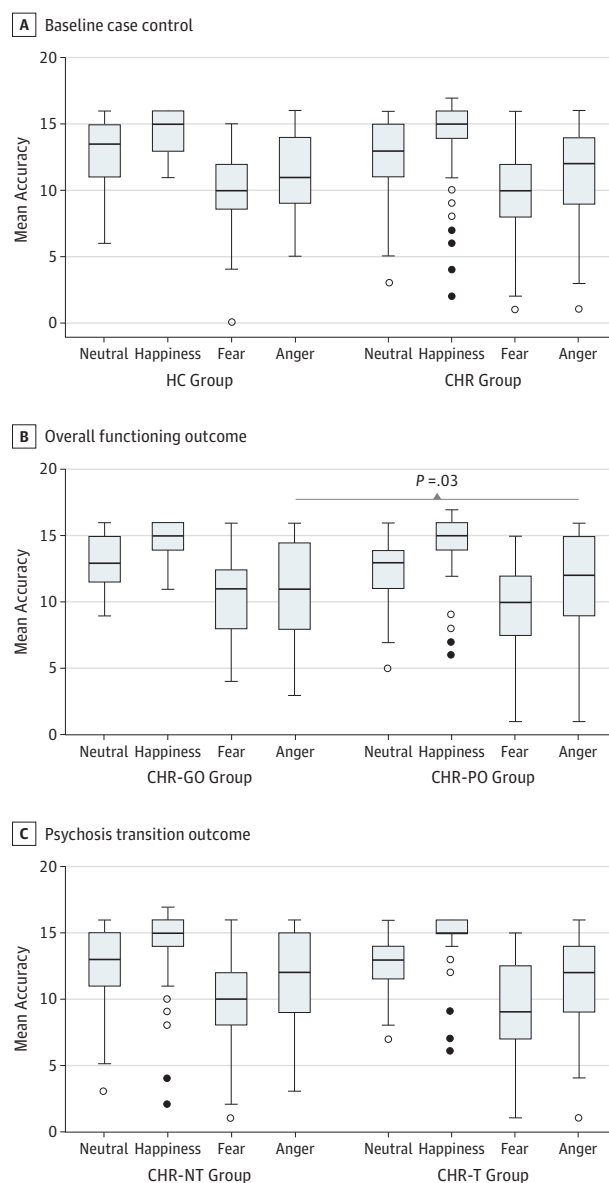 A Baseline case control
20
15
10
5
0
Mean Accuracy
Neutral Happiness Fear Anger Neutral Happiness Fear Anger
HC Group CHR Group
B Overall functioning outcome
20
15
10
5
0
Mean Accuracy
P =.03
Neutral Happiness Fear Anger Neutral Happiness Fear Anger
CHR-GO Group CHR-PO Group
C Psychosis transition outcome
20
15
10
5
0
Mean Accuracy
Neutral Happiness Fear Anger Neutral Happiness Fear Anger
CHR-NT Group CHR-T Group